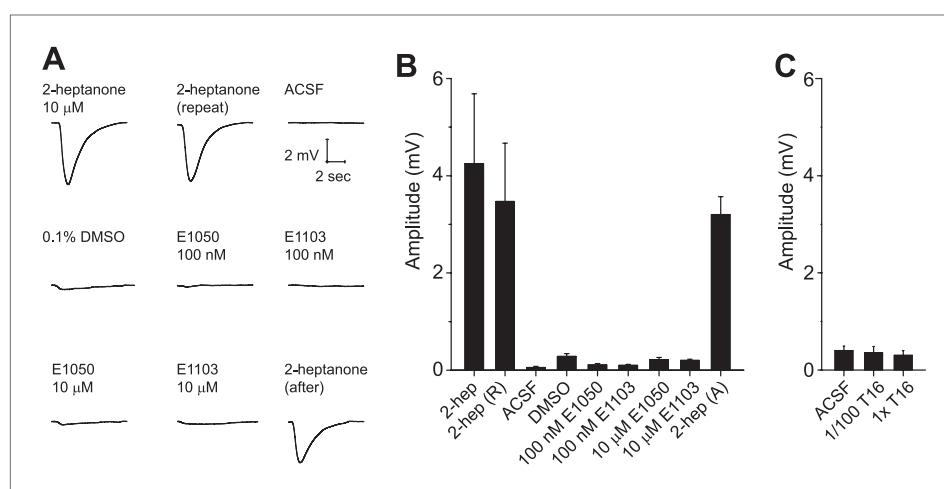 A
2-heptanone
10 μM
2-heptanone
(repeat)
ACSF
2 mV
2 sec
0.1% DMSO
E1050
100 nM
E1103
100 nM
E1050
10 μM
E1103
10 μM
2-heptanone
(after)
B
Amplitude (mV)
6
4
2
0
2-hep
2-hep (R)
ACSF
DMSO
100 nM E1050
100 nM E1103
10 μM E1050
10 μM E1103
2-hep (A)
C
Amplitude (mV)
6
4
2
0
ACSF
1/100 T16
1x T16